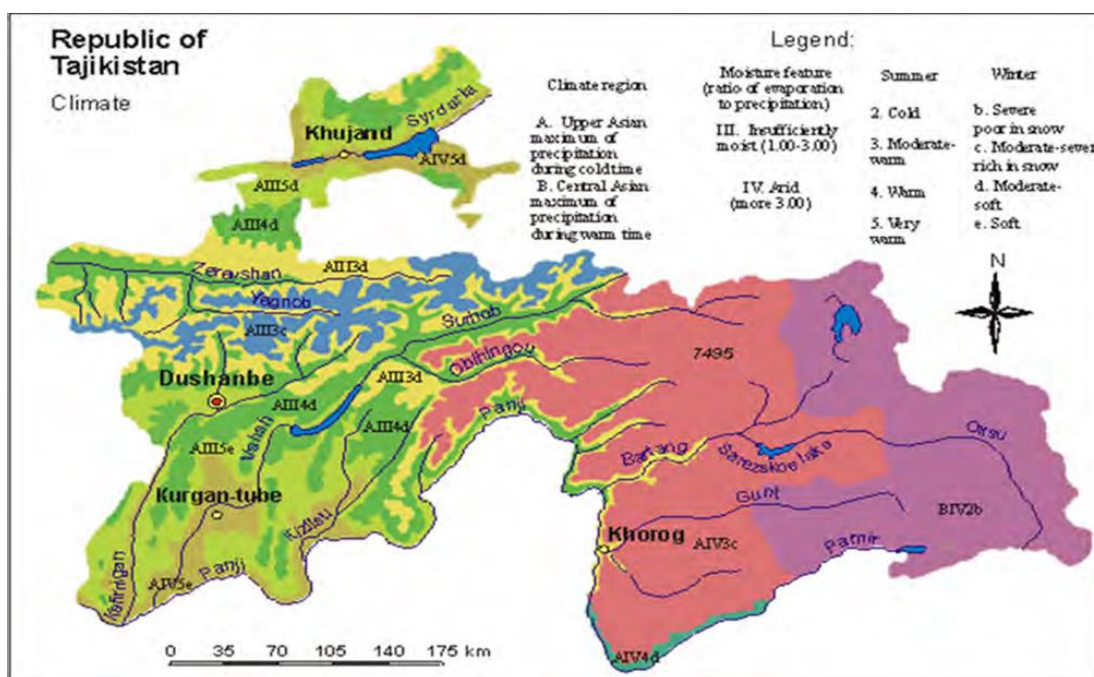 Republic of
Tajikistan
Climate
Legend:
Climate region
A. Upper Asian
maximum of
precipitation
during cold time
B. Central Asian
maximum of
precipitation
during warm time
Moisture feature
(ratio of evaporation
to precipitation)
III. Insufficiently
moist (1.00-3.00)
IV. Arid
(more 3.00)
Summer
2. Cold
3. Moderate-
warm
4. Warm
5. Very
warm
Winter
b. Severe
poor in snow
c. Moderate-sever
rich in snow
d. Moderate-
soft
e. Soft
N
Syrdaria
Khujand
AIV5d
AIII5d
AIII4d
Zeravshan
AIII3d
Yagnob
AIII3c
Surhob
Obihingou
7495
Dushanbe
AIII3d
AIII4d
Vahsh
AIII4d
AIII5e
Panj
Bartang
Sarezskoe lake
Oksu
Kurgan-tube
Kizilsu
Gunt
BIV2b
Khorog
AIV3c
Pamir
Kafirnigan
AIV5e
Panj
AIV4d
0 35 70 105 140 175 km